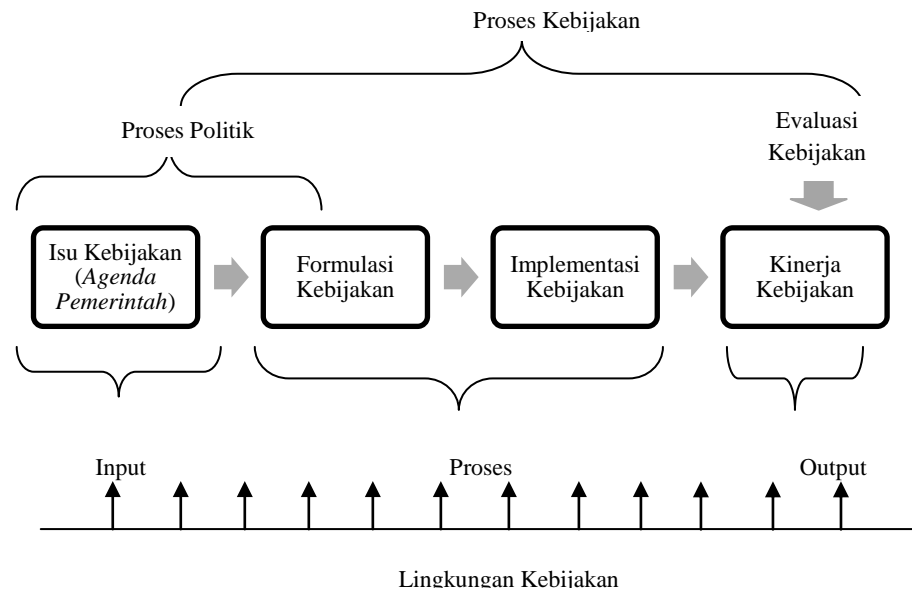 Proses Kebijakan
Proses Politik
Evaluasi
Kebijakan
Isu Kebijakan
(Agenda
Pemerintah)
Formulasi
Kebijakan
Implementasi
Kebijakan
Kinerja
Kebijakan
Input
Proses
Output
Lingkungan Kebijakan